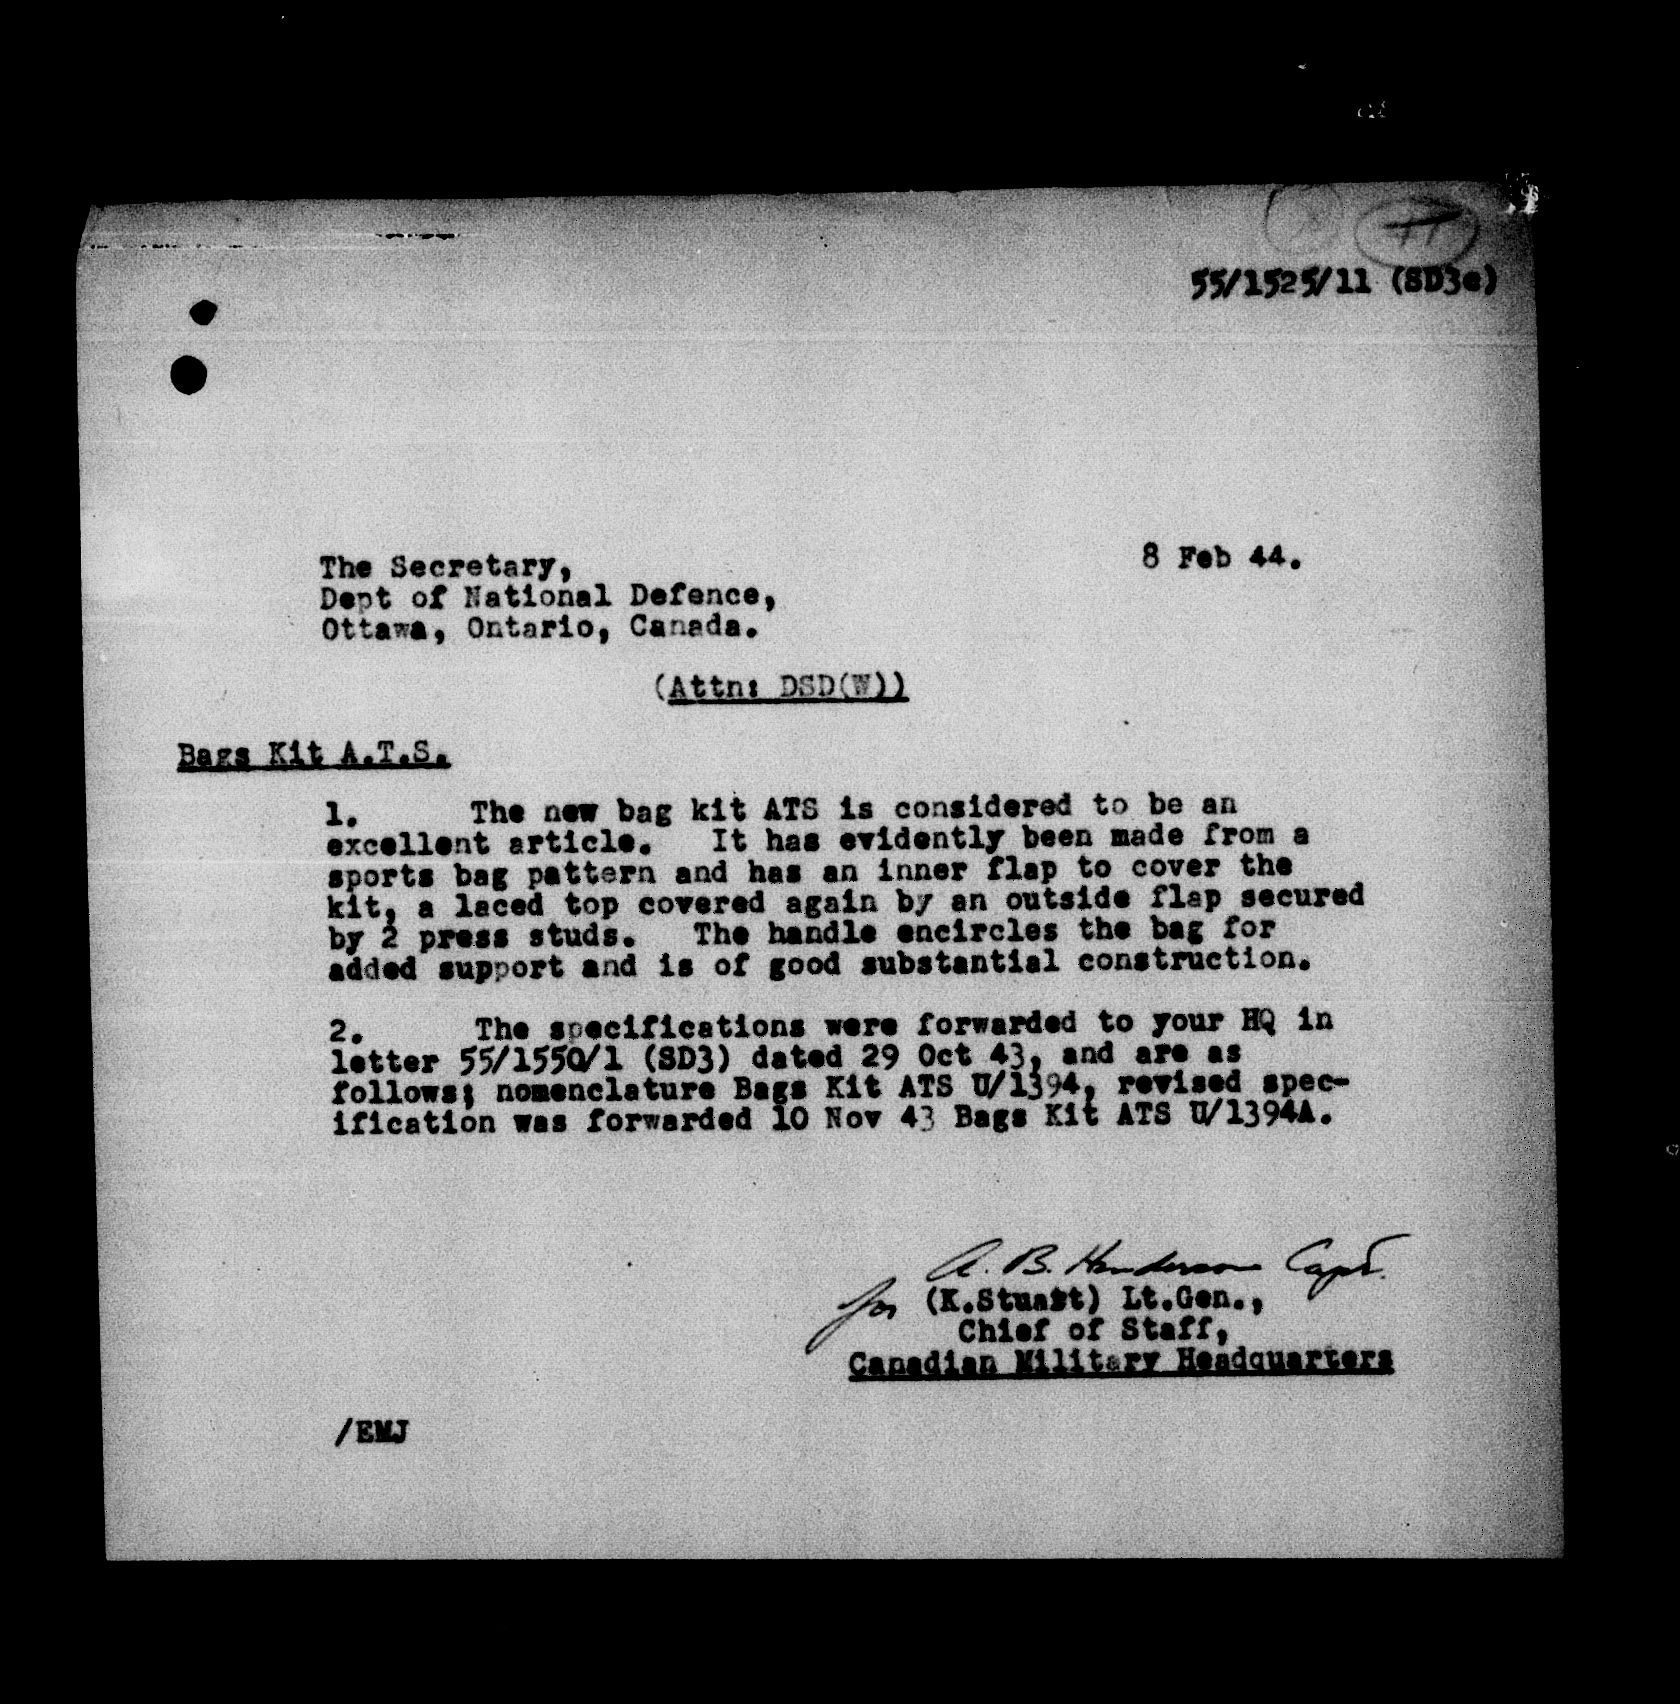 55/1525/11 (SD3e)
8 Feb 44.
The Secretary,
Dept of National Defence,
Ottawa, Ontario, Canada.
(Attn: DSD(W))
Bags Kit A.T.S.
1. The new bag kit ATS is considered to be an
excellent article. It has evidently been made from a
sports bag pattern and has an inner flap to cover the
kit, a laced top covered again by an outside flap secured
by 2 press studs. The handle encircles the bag for
added support and is of good substantial construction.
2. The specifications were forwarded to your HQ in
letter 55/1550/1 (SD3) dated 29 Oct 43, and are as
follows; nomenclature Bags Kit ATS U/1394, revised spec-
ification was forwarded 10 Nov 43 Bags Kit ATS U/1394A.
A. B. Henderson Capt.
for (K.Stuart) Lt.Gen.,
Chief of Staff,
Canadian Military Headquarters
/EMJ